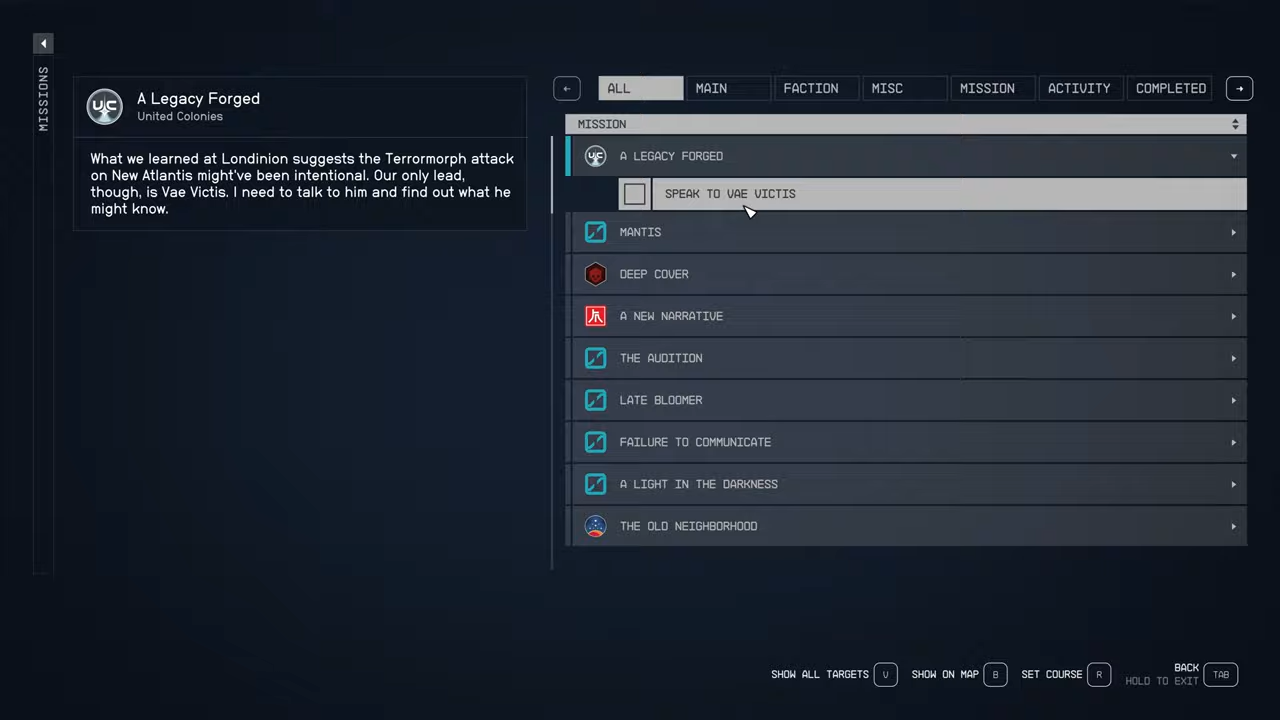 MISSIONS
A Legacy Forged
United Colonies
What we learned at Londinion suggests the Terrormorph attack
on New Atlantis might've been intentional. Our only lead,
though, is Vae Victis. I need to talk to him and find out what he
might know.
ALL
MAIN
FACTION
MISC
MISSION
ACTIVITY
COMPLETED
MISSION
UC
A LEGACY FORGED
SPEAK TO VAE VICTIS
MANTIS
DEEP COVER
A NEW NARRATIVE
THE AUDITION
LATE BLOOMER
FAILURE TO COMMUNICATE
A LIGHT IN THE DARKNESS
THE OLD NEIGHBORHOOD
SHOW ALL TARGETS V
SHOW ON MAP B
SET COURSE R
BACK
HOLD TO EXIT
TAB